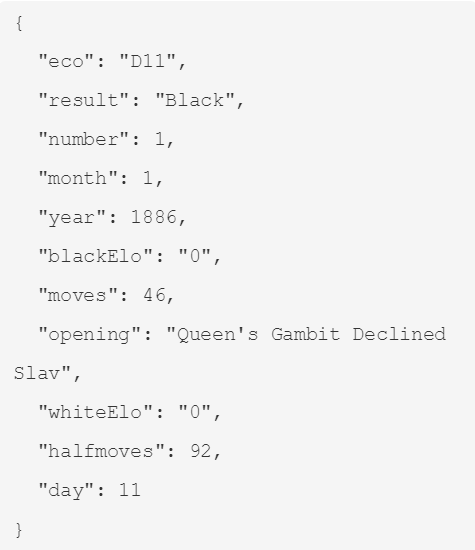 {
"eco": "D11",
"result": "Black",
"number": 1,
"month": 1,
"year": 1886,
"blackElo": "0",
"moves": 46,
"opening": "Queen's Gambit Declined
Slav",
"whiteElo": "0",
"halfmoves": 92,
"day": 11
}